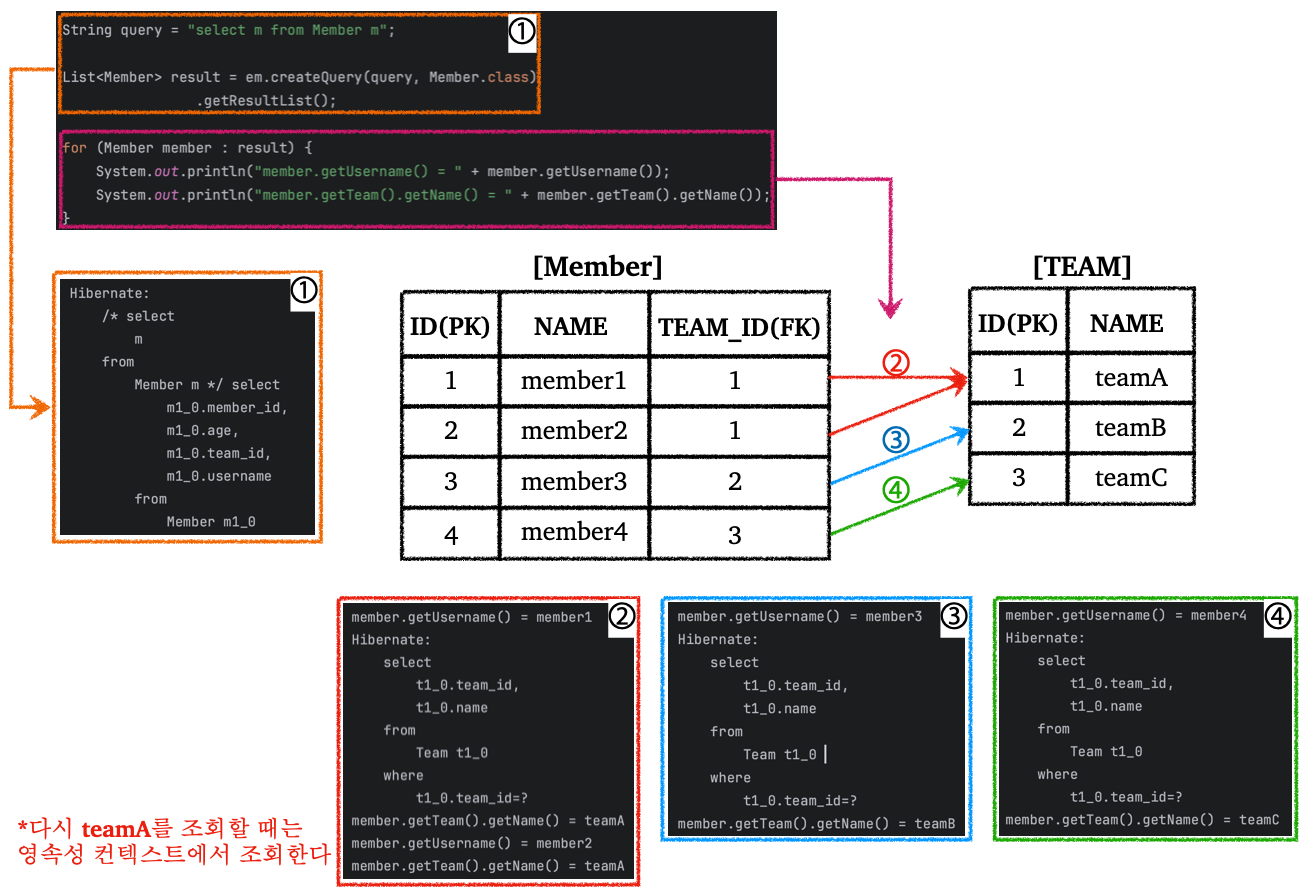 String query = "select m from Member m";
①
List<Member> result = em.createQuery(query, Member.class)
.getResultList();
for (Member member : result) {
System.out.println("member.getUsername() = " + member.getUsername());
System.out.println("member.getTeam().getName() = " + member.getTeam().getName());
}
①
Hibernate:
/* select
m
from
Member m */ select
m1_0.member_id,
m1_0.age,
m1_0.team_id,
m1_0.username
from
Member m1_0
[Member]
ID(PK) NAME TEAM_ID(FK)
1 member1 1
2 member2 1
3 member3 2
4 member4 3
②
③
④
[TEAM]
ID(PK) NAME
1 teamA
2 teamB
3 teamC
*다시 teamA를 조회할 때는
영속성 컨텍스트에서 조회한다
②
member.getUsername() = member1
Hibernate:
select
t1_0.team_id,
t1_0.name
from
Team t1_0
where
t1_0.team_id=?
member.getTeam().getName() = teamA
member.getUsername() = member2
member.getTeam().getName() = teamA
③
member.getUsername() = member3
Hibernate:
select
t1_0.team_id,
t1_0.name
from
Team t1_0
where
t1_0.team_id=?
member.getTeam().getName() = teamB
④
member.getUsername() = member4
Hibernate:
select
t1_0.team_id,
t1_0.name
from
Team t1_0
where
t1_0.team_id=?
member.getTeam().getName() = teamC